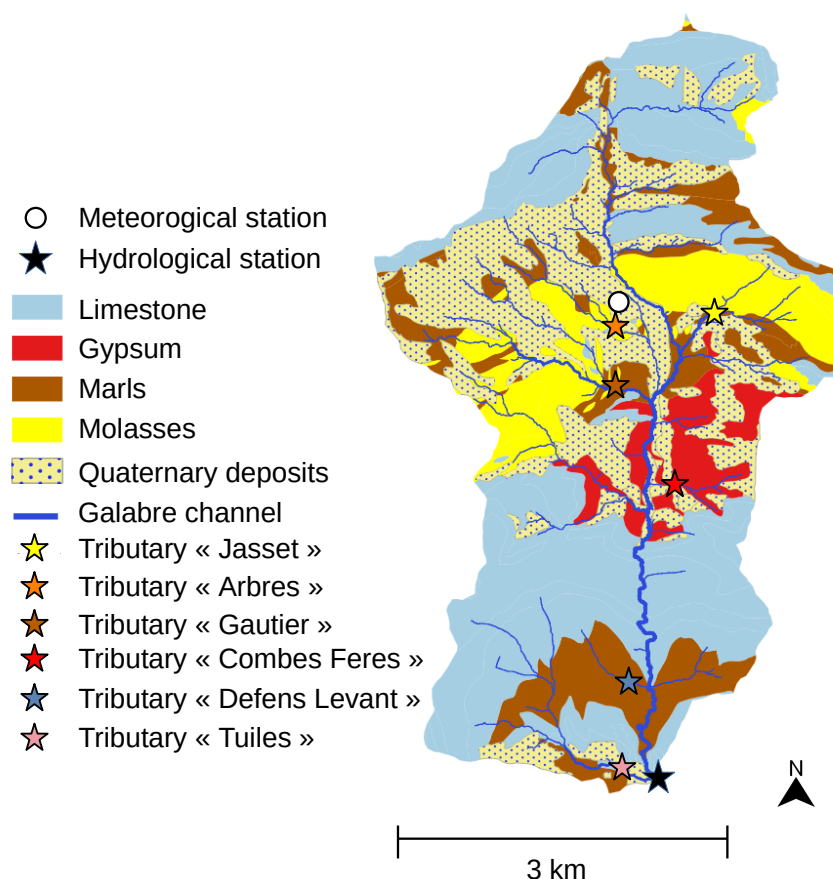 Meteorogical station
Hydrological station
Limestone
Gypsum
Marls
Molasses
Quaternary deposits
Galabre channel
Tributary « Jasset »
Tributary « Arbres »
Tributary « Gautier »
Tributary « Combes Feres »
Tributary « Defens Levant »
Tributary « Tuiles »
N
3 km